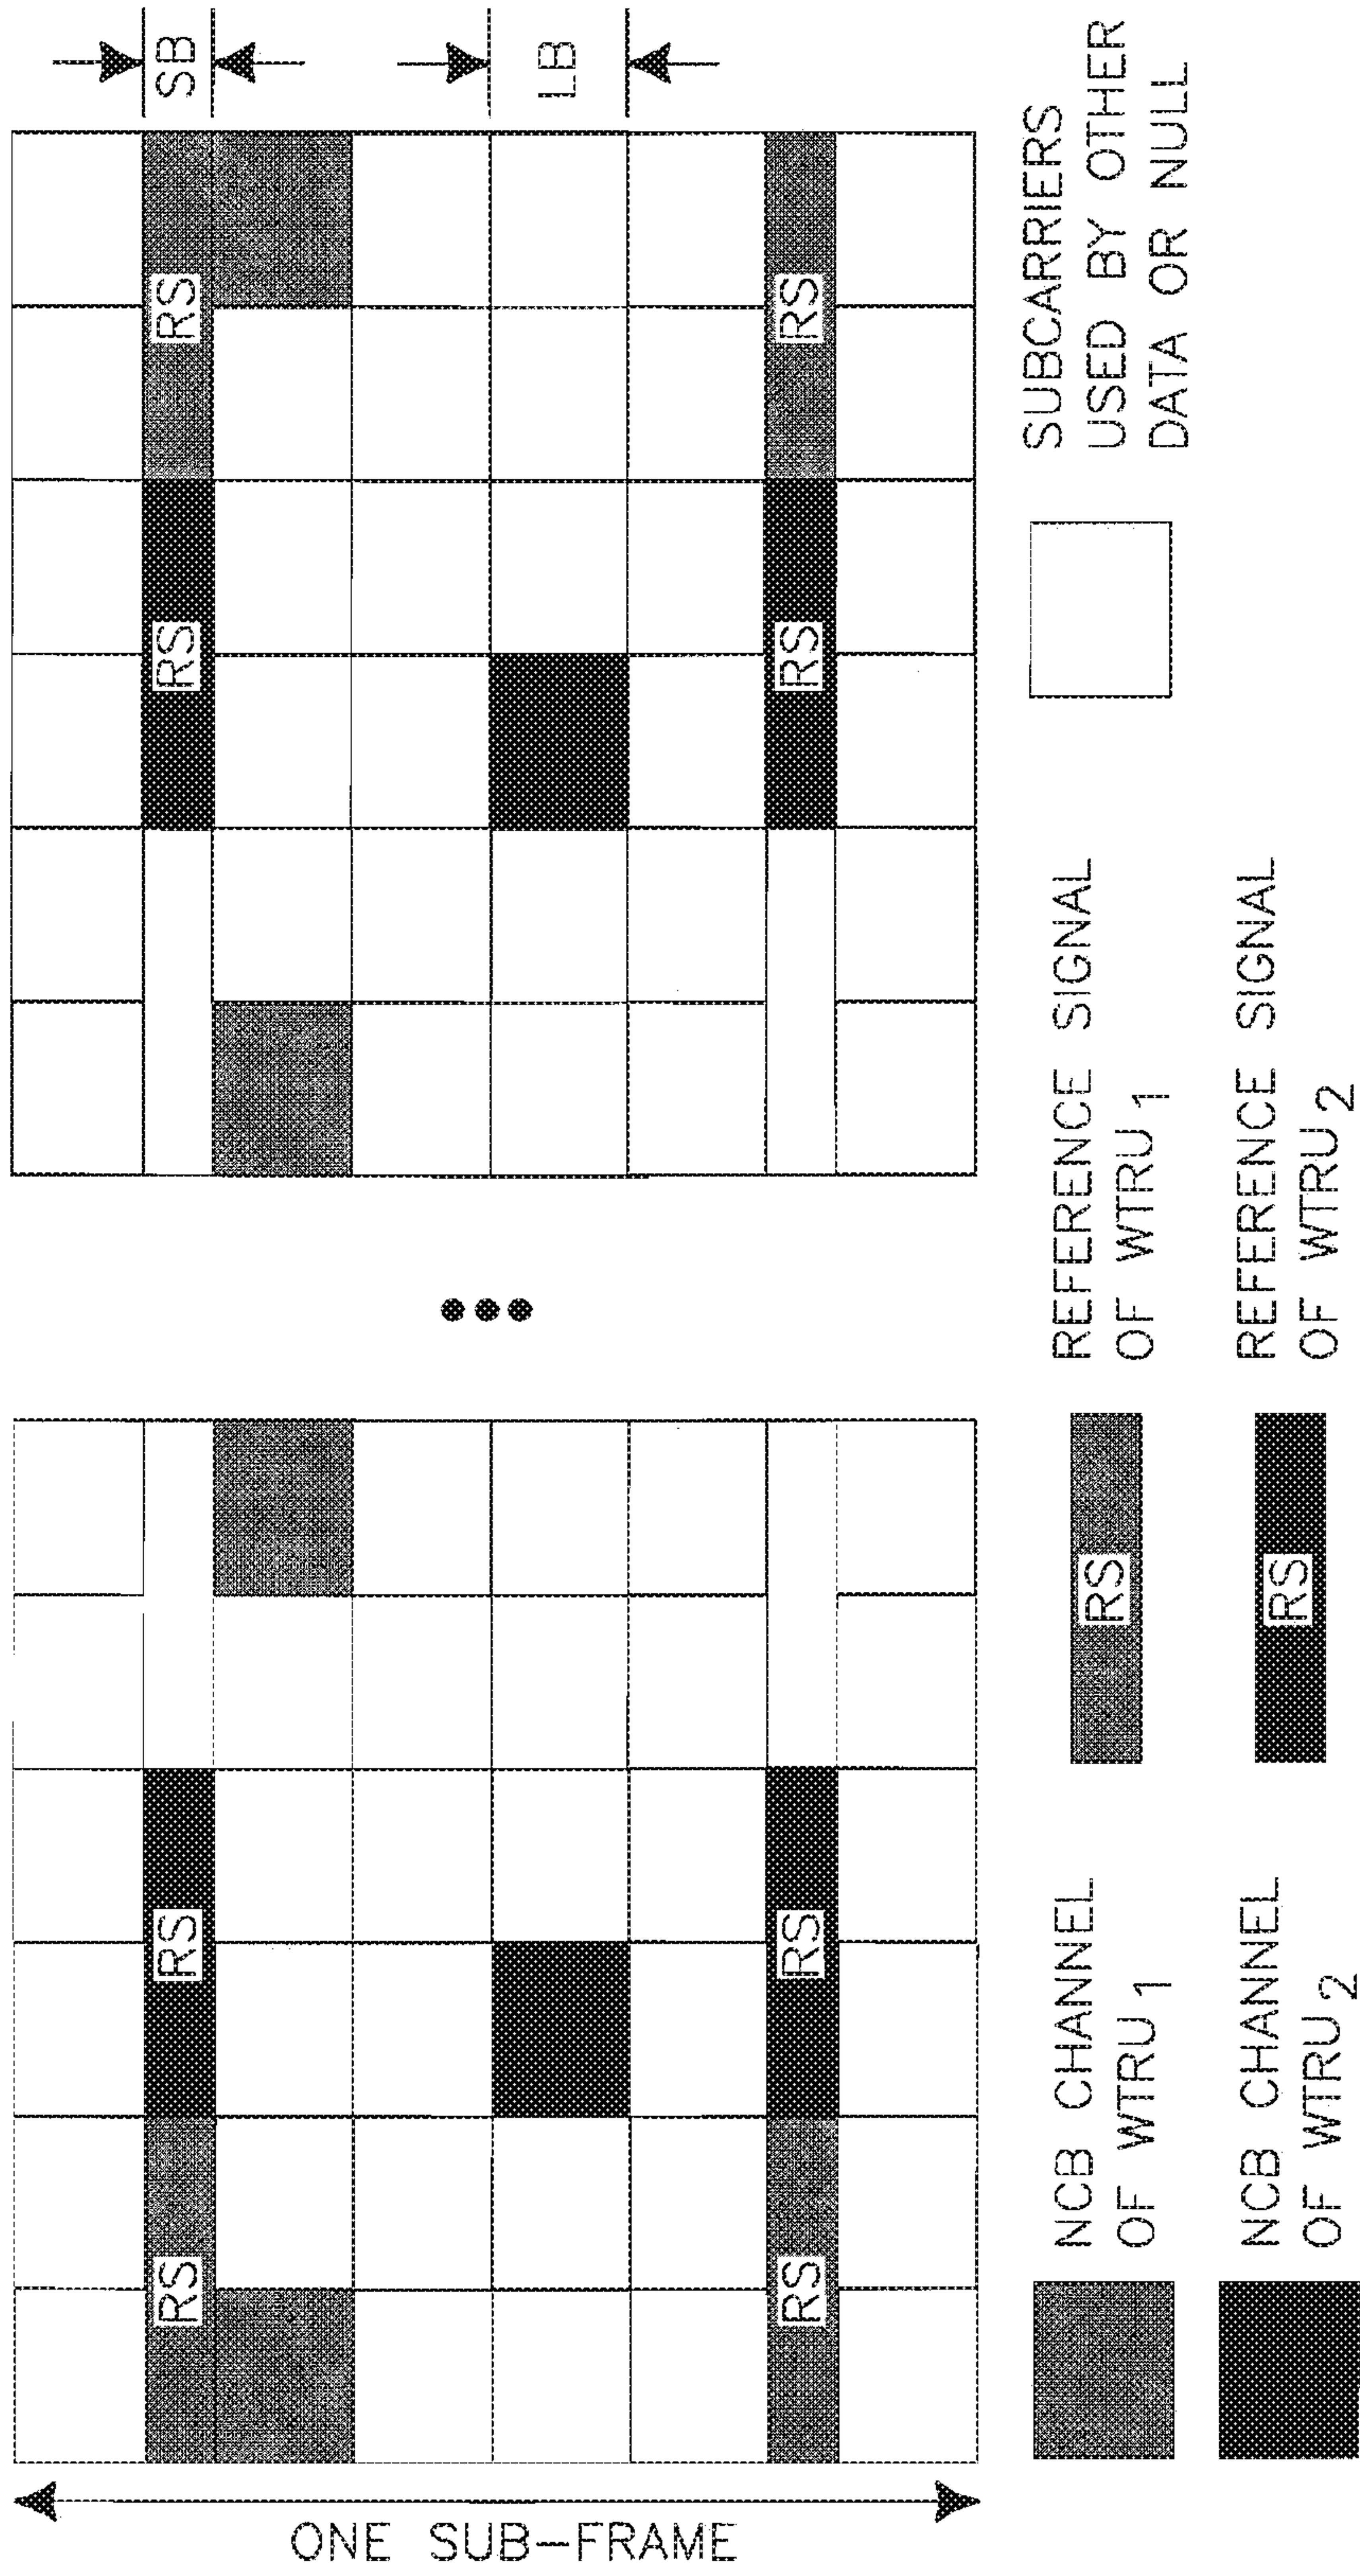 ONE SUB-FRAME
RS
RS
RS
RS
SB
LB
RS
RS
RS
RS
NCB CHANNEL
OF WTRU 1
RS
REFERENCE SIGNAL
OF WTRU 1
SUBCARRIERS
USED BY OTHER
DATA OR NULL
NCB CHANNEL
OF WTRU 2
RS
REFERENCE SIGNAL
OF WTRU 2